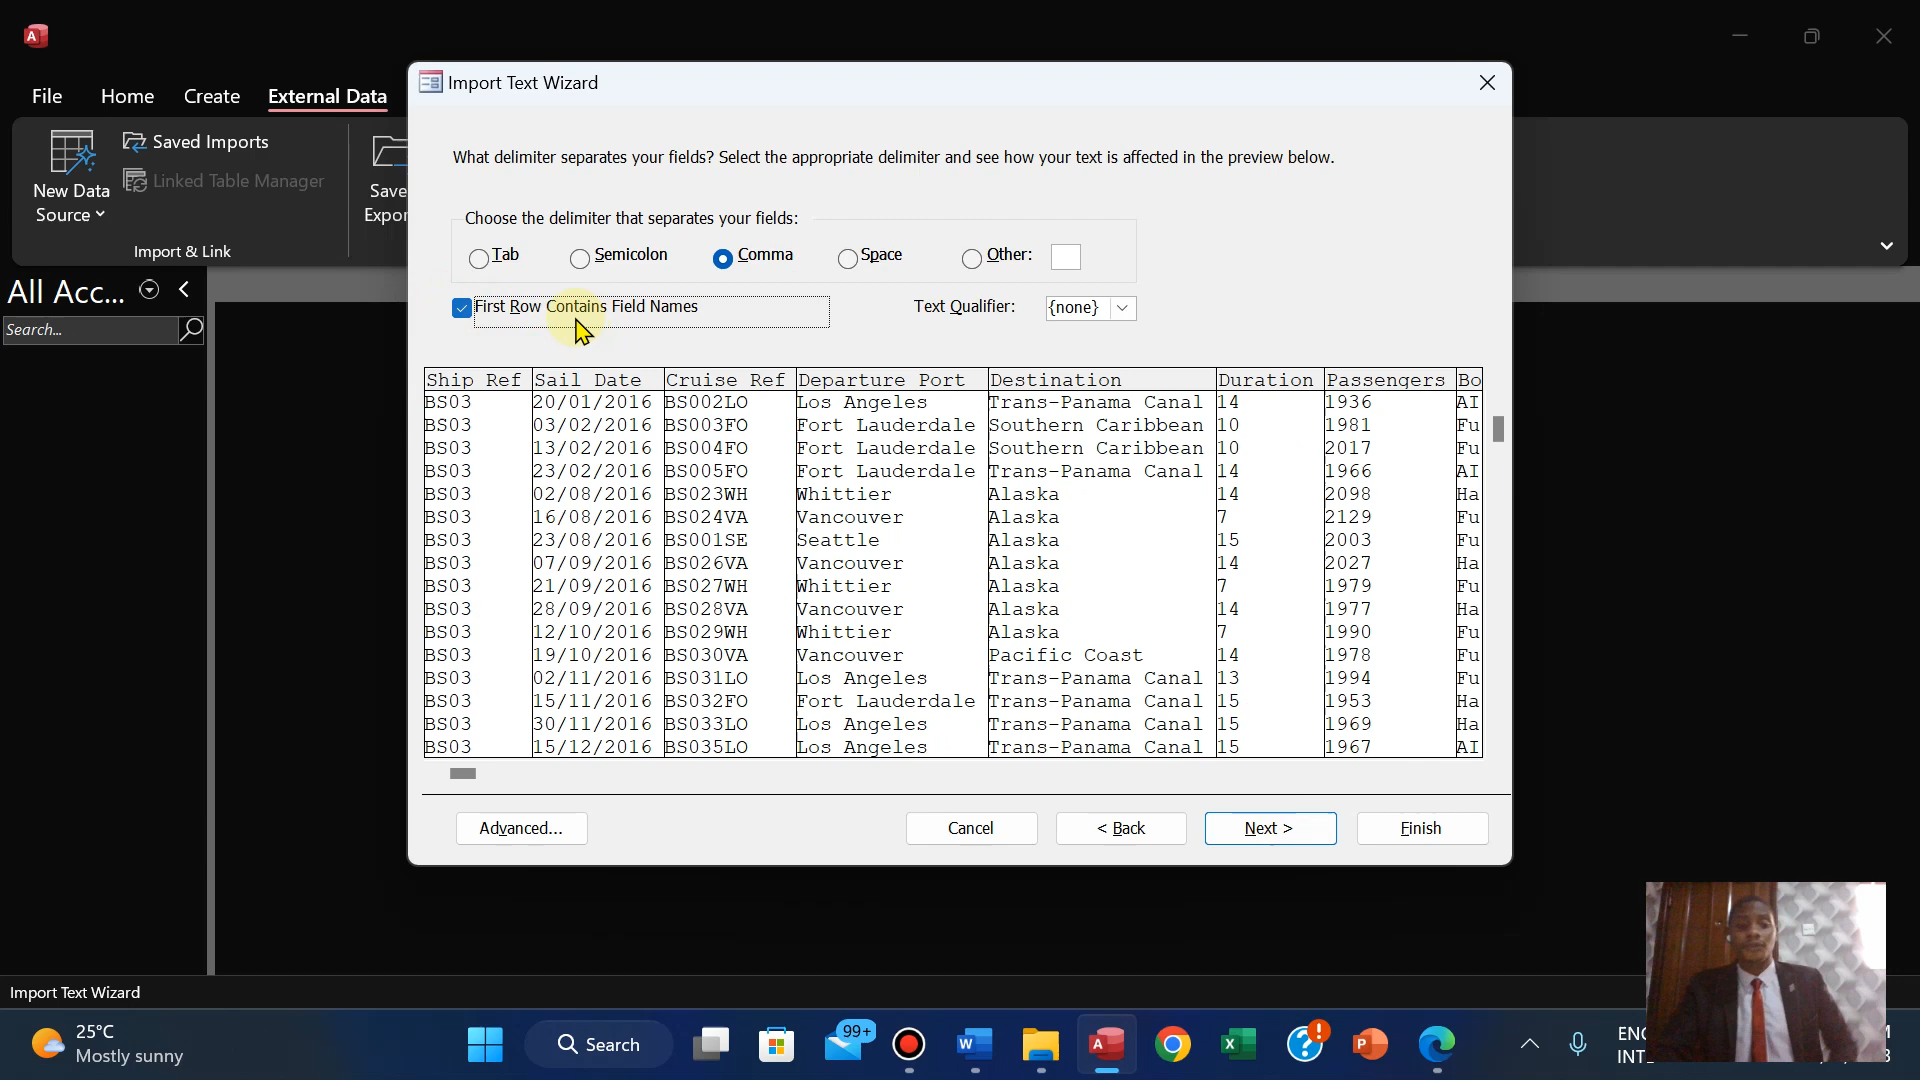 Import Text Wizard
File Home Create External Data
Saved Imports
Linked Table Manager
New Data
Source
Save
Expor
Import & Link
What delimiter separates your fields? Select the appropriate delimiter and see how your text is affected in the preview below.
Choose the delimiter that separates your fields:
Tab Semicolon Comma Space Other:
First Row Contains Field Names Text Qualifier: {none}
All Acc...
Search...
Ship Ref Sail Date Cruise Ref Departure Port Destination Duration Passengers Bo
BS03 20/01/2016 BS002LO Los Angeles Trans-Panama Canal 14 1936 AI
BS03 03/02/2016 BS003FO Fort Lauderdale Southern Caribbean 10 1981 Fu
BS03 13/02/2016 BS004FO Fort Lauderdale Southern Caribbean 10 2017 Fu
BS03 23/02/2016 BS005FO Fort Lauderdale Trans-Panama Canal 14 1966 AI
BS03 02/08/2016 BS023WH Whittier Alaska 14 2098 Ha
BS03 16/08/2016 BS024VA Vancouver Alaska 7 2129 Fu
BS03 23/08/2016 BS001SE Seattle Alaska 15 2003 Fu
BS03 07/09/2016 BS026VA Vancouver Alaska 14 2027 Ha
BS03 21/09/2016 BS027WH Whittier Alaska 7 1979 Fu
BS03 28/09/2016 BS028VA Vancouver Alaska 14 1977 Ha
BS03 12/10/2016 BS029WH Whittier Alaska 7 1990 Fu
BS03 19/10/2016 BS030VA Vancouver Pacific Coast 14 1978 Fu
BS03 02/11/2016 BS031LO Los Angeles Trans-Panama Canal 13 1994 Fu
BS03 15/11/2016 BS032FO Fort Lauderdale Trans-Panama Canal 15 1953 Ha
BS03 30/11/2016 BS033LO Los Angeles Trans-Panama Canal 15 1969 Ha
BS03 15/12/2016 BS035LO Los Angeles Trans-Panama Canal 15 1967 AI
Advanced... Cancel < Back Next > Finish
Import Text Wizard
25°C
Mostly sunny
Search
99+
ENG
INT